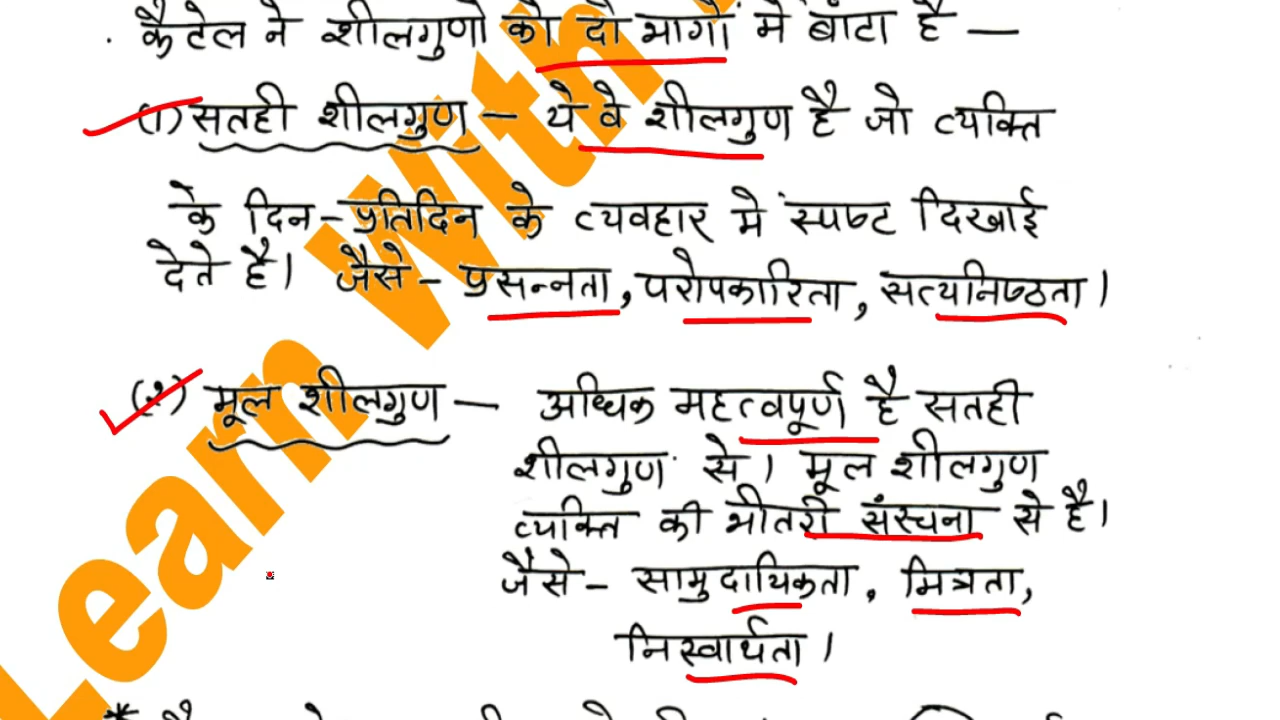 कैटेल ने शीलगुणों को दो भागों में बाँटा है —
(1) सतही शीलगुण — ये वे शीलगुण है जो व्यक्ति
के दिन-प्रतिदिन के व्यवहार में स्पष्ट दिखाई
देते है। जैसे - प्रसन्नता, परोपकारिता, सत्यनिष्ठता।
(2) मूल शीलगुण — अधिक महत्वपूर्ण है सतही
शीलगुण से। मूल शीलगुण
व्यक्ति की भीतरी संरचना से है।
जैसे - सामुदायिकता, मित्रता,
निस्वार्थता।
Learn With